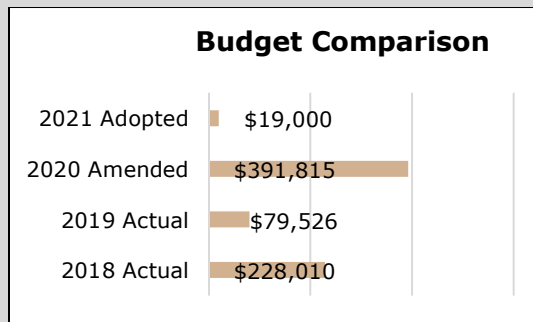 Budget Comparison
2021 Adopted $19,000
2020 Amended $391,815
2019 Actual $79,526
2018 Actual $228,010